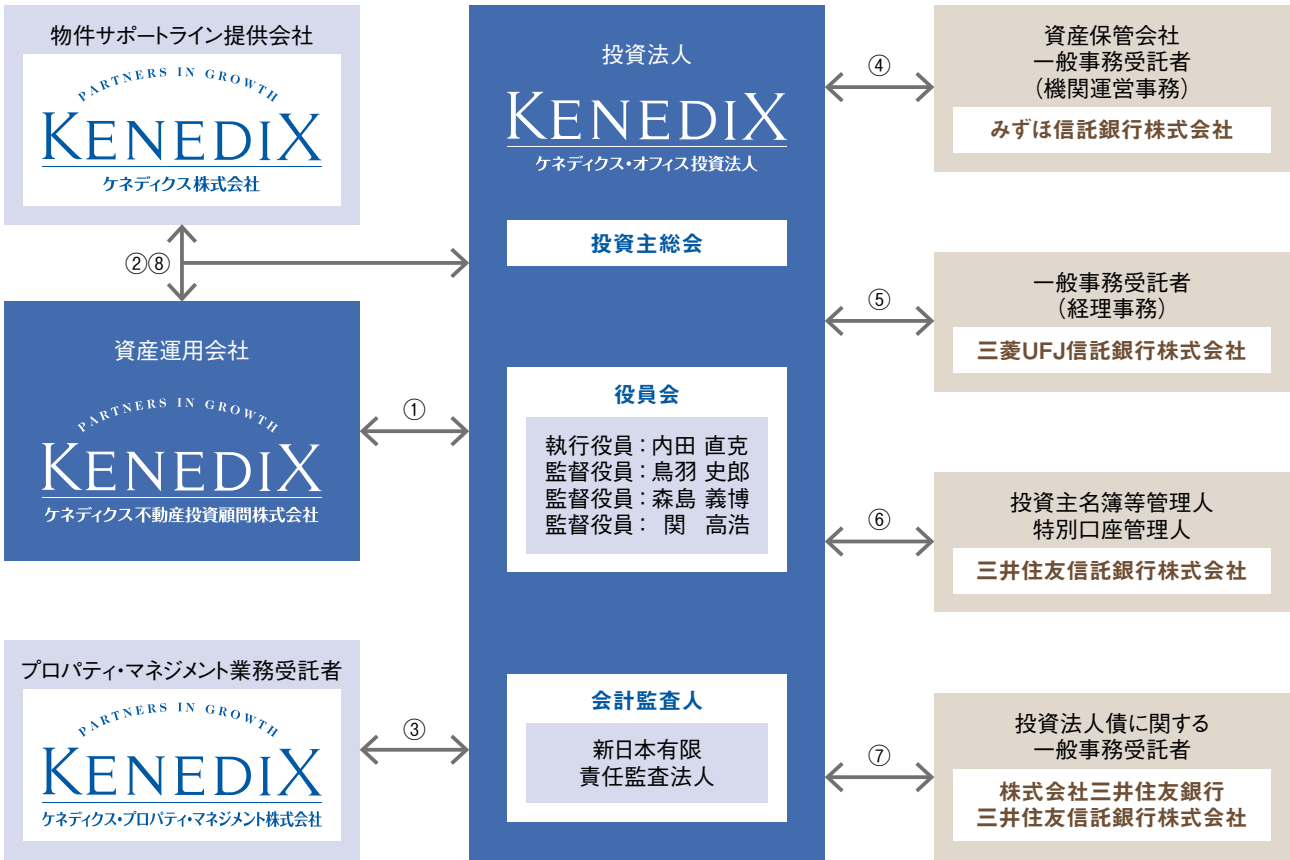 物件サポートライン提供会社
PARTNERS IN GROWTH
KENEDIX
ケネディクス株式会社
②⑧
資産運用会社
PARTNERS IN GROWTH
KENEDIX
ケネディクス不動産投資顧問株式会社
①
プロパティ・マネジメント業務受託者
PARTNERS IN GROWTH
KENEDIX
ケネディクス・プロパティ・マネジメント株式会社
③
投資法人
KENEDIX
ケネディクス・オフィス投資法人
投資主総会
役員会
執行役員：内田 直克
監督役員：鳥羽 史郎
監督役員：森島 義博
監督役員： 関 高浩
会計監査人
新日本有限
責任監査法人
④
資産保管会社
一般事務受託者
（機関運営事務）
みずほ信託銀行株式会社
⑤
一般事務受託者
（経理事務）
三菱UFJ信託銀行株式会社
⑥
投資主名簿等管理人
特別口座管理人
三井住友信託銀行株式会社
⑦
投資法人債に関する
一般事務受託者
株式会社三井住友銀行
三井住友信託銀行株式会社